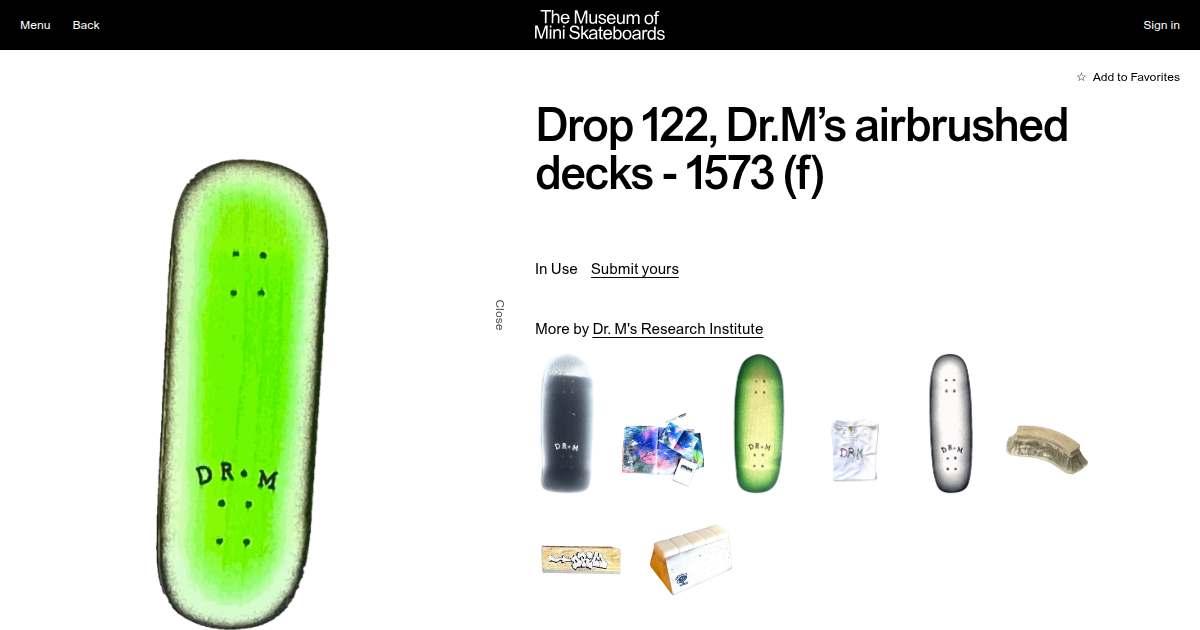 Menu
Back
The Museum of
Mini Skateboards
Sign in
☆ Add to Favorites
Drop 122, Dr.M’s airbrushed
decks - 1573 (f)
DR•M
Close
In Use Submit yours
More by Dr. M's Research Institute
DR•M
DR•M
DRM
DR•M